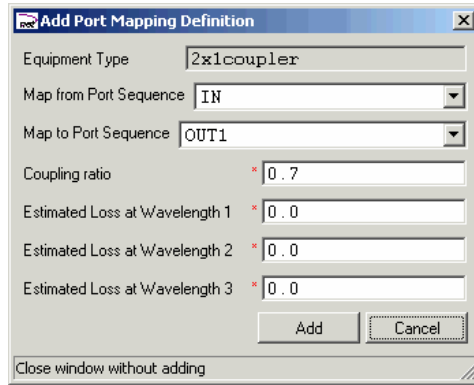 Add Port Mapping Definition
Equipment Type 2x1coupler
Map from Port Sequence IN
Map to Port Sequence OUT1
Coupling ratio * 0.7
Estimated Loss at Wavelength 1 * 0.0
Estimated Loss at Wavelength 2 * 0.0
Estimated Loss at Wavelength 3 * 0.0
Add Cancel
Close window without adding